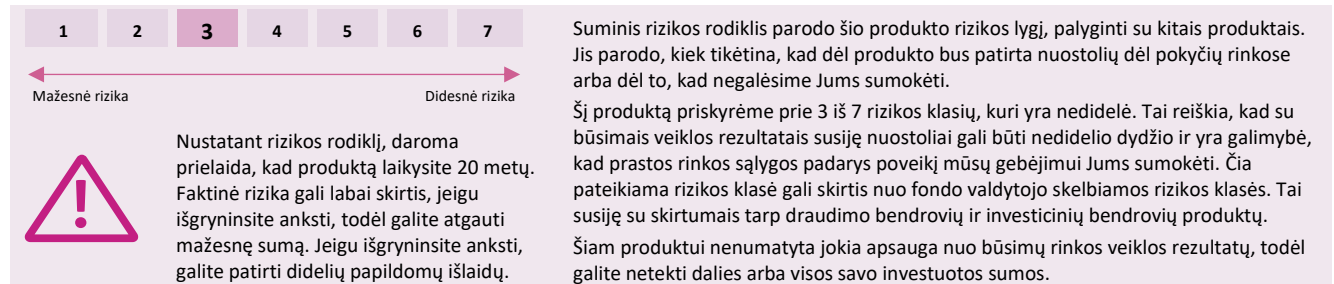 1 2 3 4 5 6 7
Mažesnė rizika Didesnė rizika
Nustatant rizikos rodiklį, daroma
prielaida, kad produktą laikysite 20 metų.
Faktinė rizika gali labai skirtis, jeigu
išgryninsite anksti, todėl galite atgauti
mažesnę sumą. Jeigu išgryninsite anksti,
galite patirti didelių papildomų išlaidų.
Suminis rizikos rodiklis parodo šio produkto rizikos lygį, palyginti su kitais produktais.
Jis parodo, kiek tikėtina, kad dėl produkto bus patirta nuostolių dėl pokyčių rinkose
arba dėl to, kad negalėsime Jums sumokėti.
Šį produktą priskyrėme prie 3 iš 7 rizikos klasių, kuri yra nedidelė. Tai reiškia, kad su
būsimais veiklos rezultatais susiję nuostoliai gali būti nedidelio dydžio ir yra galimybė,
kad prastos rinkos sąlygos padarys poveikį mūsų gebėjimui Jums sumokėti. Čia
pateikiama rizikos klasė gali skirtis nuo fondo valdytojo skelbiamos rizikos klasės. Tai
susiję su skirtumais tarp draudimo bendrovių ir investicinių bendrovių produktų.
Šiam produktui nenumatyta jokia apsauga nuo būsimų rinkos veiklos rezultatų, todėl
galite netekti dalies arba visos savo investuotos sumos.